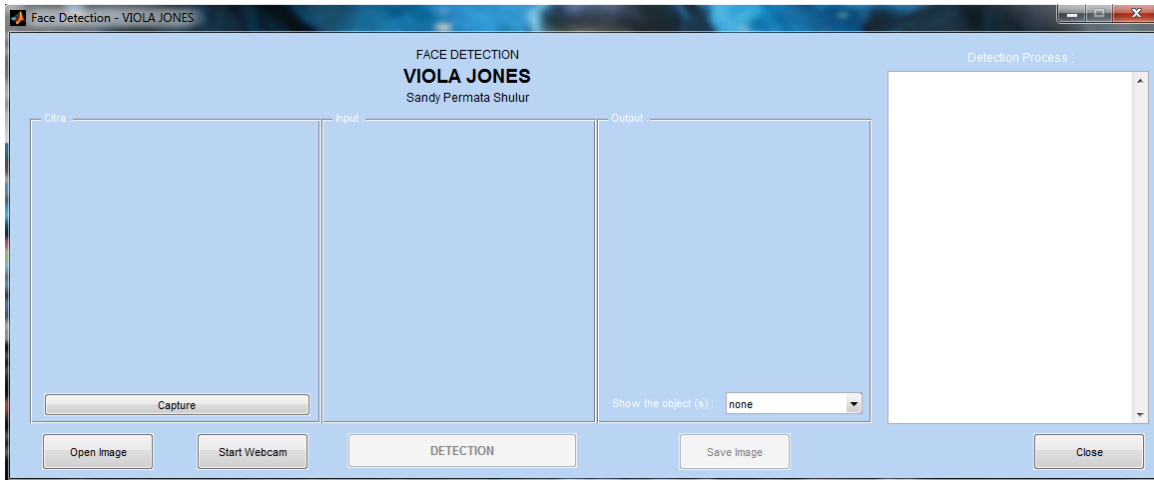 Face Detection - VIOLA JONES
FACE DETECTION
VIOLA JONES
Sandy Permata Shulur
Detection Process :
Citra :
Input :
Output :
Capture
Show the object (s) :
none
Open Image
Start Webcam
DETECTION
Save Image
Close